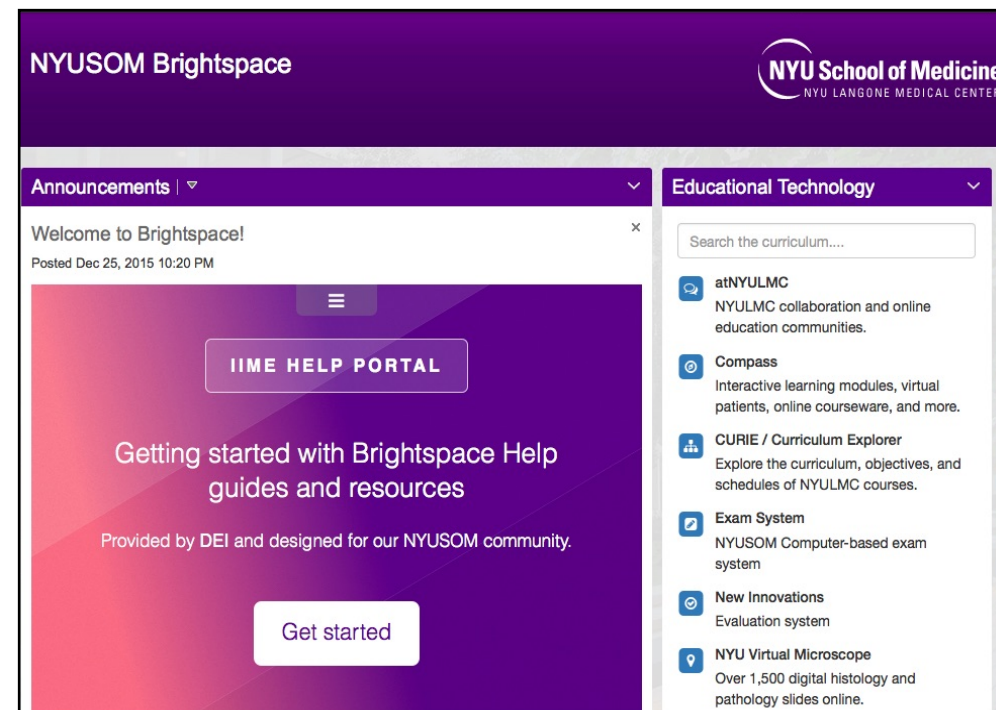 NYUSOM Brightspace
NYU School of Medicine
NYU LANGONE MEDICAL CENTER
Announcements
Welcome to Brightspace!
Posted Dec 25, 2015 10:20 PM
IIME HELP PORTAL
Getting started with Brightspace Help
guides and resources
Provided by DEI and designed for our NYUSOM community.
Get started
Educational Technology
Search the curriculum....
atNYULMC
NYULMC collaboration and online
education communities.
Compass
Interactive learning modules, virtual
patients, online courseware, and more.
CURIE / Curriculum Explorer
Explore the curriculum, objectives, and
schedules of NYULMC courses.
Exam System
NYUSOM Computer-based exam
system
New Innovations
Evaluation system
NYU Virtual Microscope
Over 1,500 digital histology and
pathology slides online.